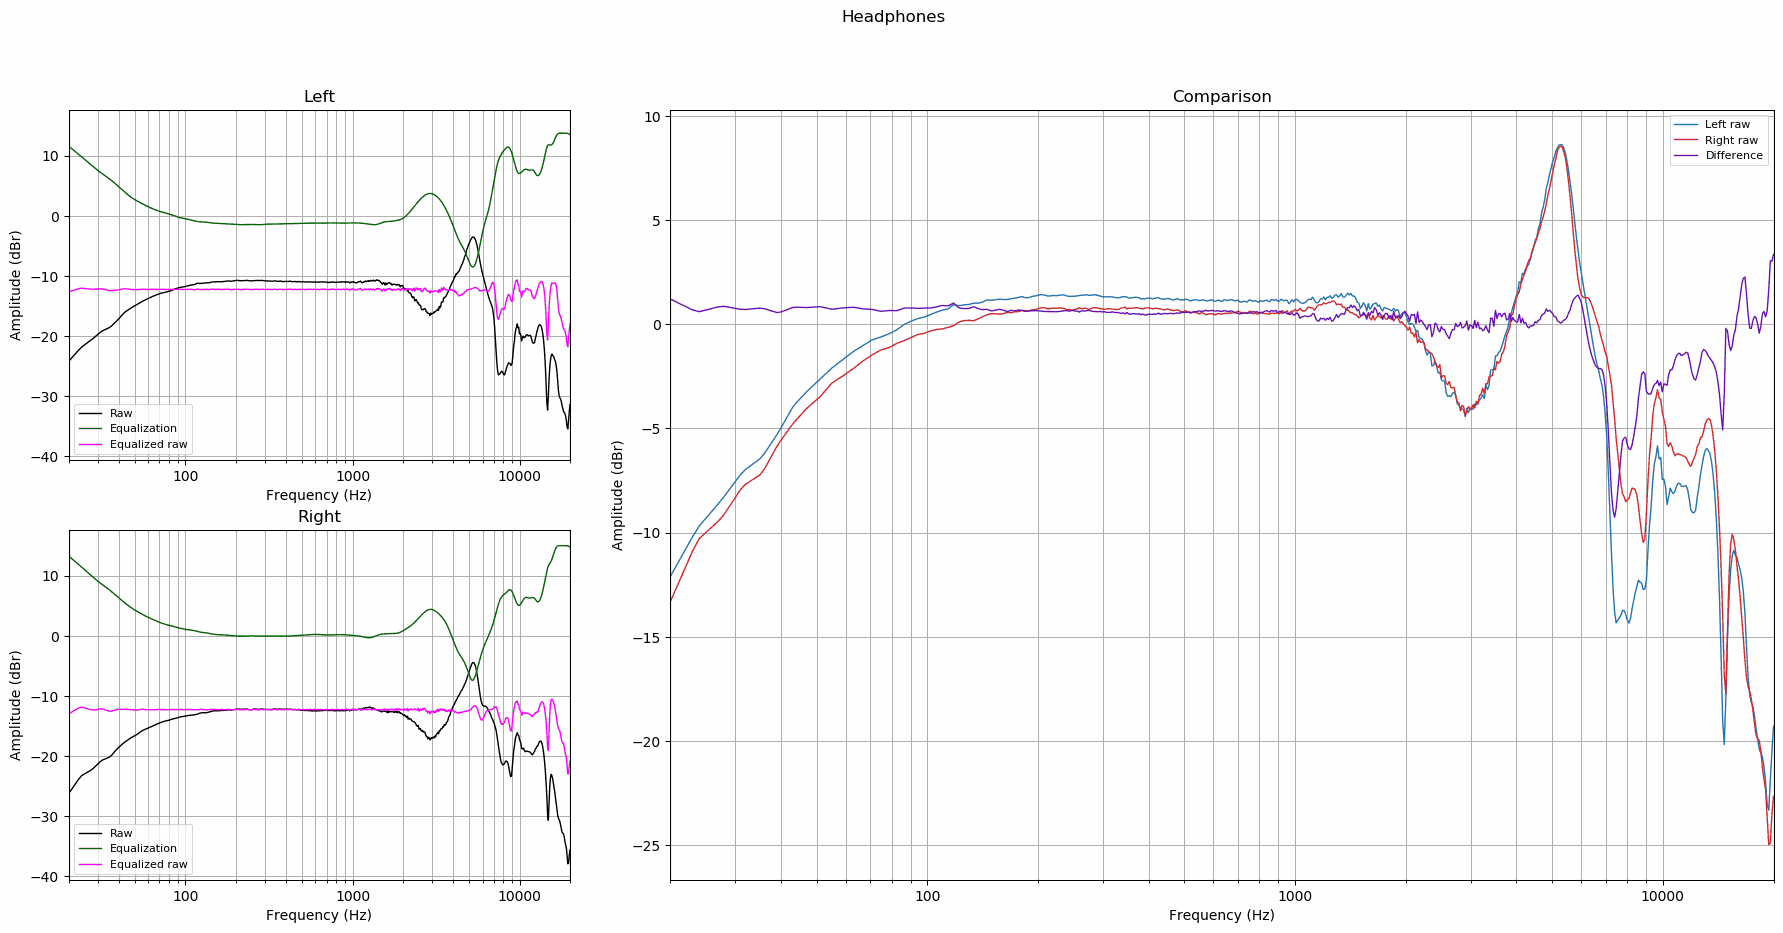 Headphones
Left
Amplitude (dBr)
10
0
−10
−20
−30
−40
Raw
Equalization
Equalized raw
100
1000
10000
Frequency (Hz)
Right
Amplitude (dBr)
10
0
−10
−20
−30
−40
Raw
Equalization
Equalized raw
100
1000
10000
Frequency (Hz)
Comparison
Amplitude (dBr)
10
5
0
−5
−10
−15
−20
−25
Left raw
Right raw
Difference
100
1000
10000
Frequency (Hz)